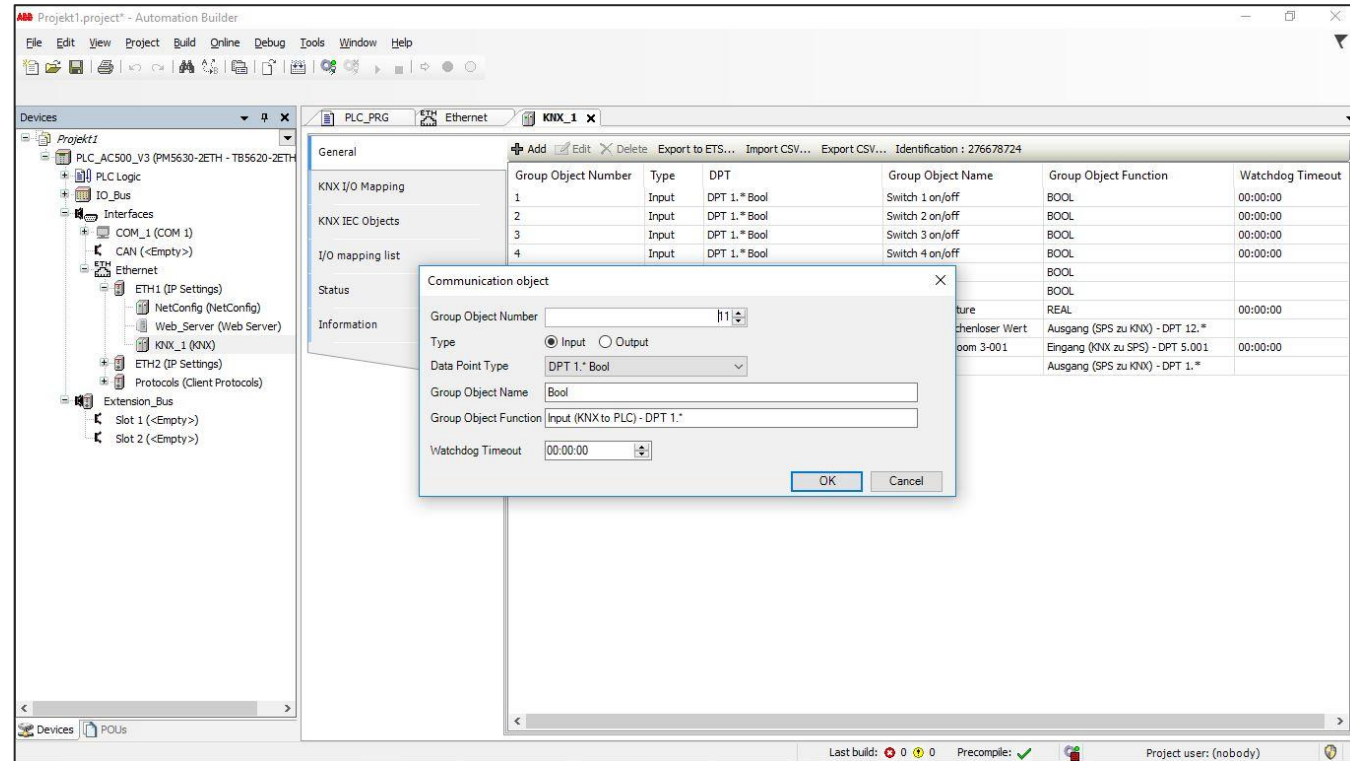 ABB Projekt1.project* - Automation Builder
File Edit View Project Build Online Debug Tools Window Help
Devices
Projekt1
PLC_AC500_V3 (PM5630-2ETH - TB5620-2ETH
PLC Logic
IO_Bus
Interfaces
COM_1 (COM 1)
CAN (<Empty>)
ETH Ethernet
ETH1 (IP Settings)
NetConfig (NetConfig)
Web_Server (Web Server)
KNX_1 (KNX)
ETH2 (IP Settings)
Protocols (Client Protocols)
Extension_Bus
Slot 1 (<Empty>)
Slot 2 (<Empty>)
Devices POUs
PLC_PRG ETH Ethernet KNX_1
General
KNX I/O Mapping
KNX IEC Objects
I/O mapping list
Status
Information
Add Edit Delete Export to ETS... Import CSV... Export CSV... Identification : 276678724
Group Object Number Type DPT Group Object Name Group Object Function Watchdog Timeout
1 Input DPT 1.* Bool Switch 1 on/off BOOL 00:00:00
2 Input DPT 1.* Bool Switch 2 on/off BOOL 00:00:00
3 Input DPT 1.* Bool Switch 3 on/off BOOL 00:00:00
4 Input DPT 1.* Bool Switch 4 on/off BOOL 00:00:00
BOOL
BOOL
ture REAL 00:00:00
chenloser Wert Ausgang (SPS zu KNX) - DPT 12.*
oom 3-001 Eingang (KNX zu SPS) - DPT 5.001 00:00:00
Ausgang (SPS zu KNX) - DPT 1.*
Communication object
Group Object Number 11
Type Input Output
Data Point Type DPT 1.* Bool
Group Object Name Bool
Group Object Function Input (KNX to PLC) - DPT 1.*
Watchdog Timeout 00:00:00
OK Cancel
Last build: 0 0 Precompile: Project user: (nobody)